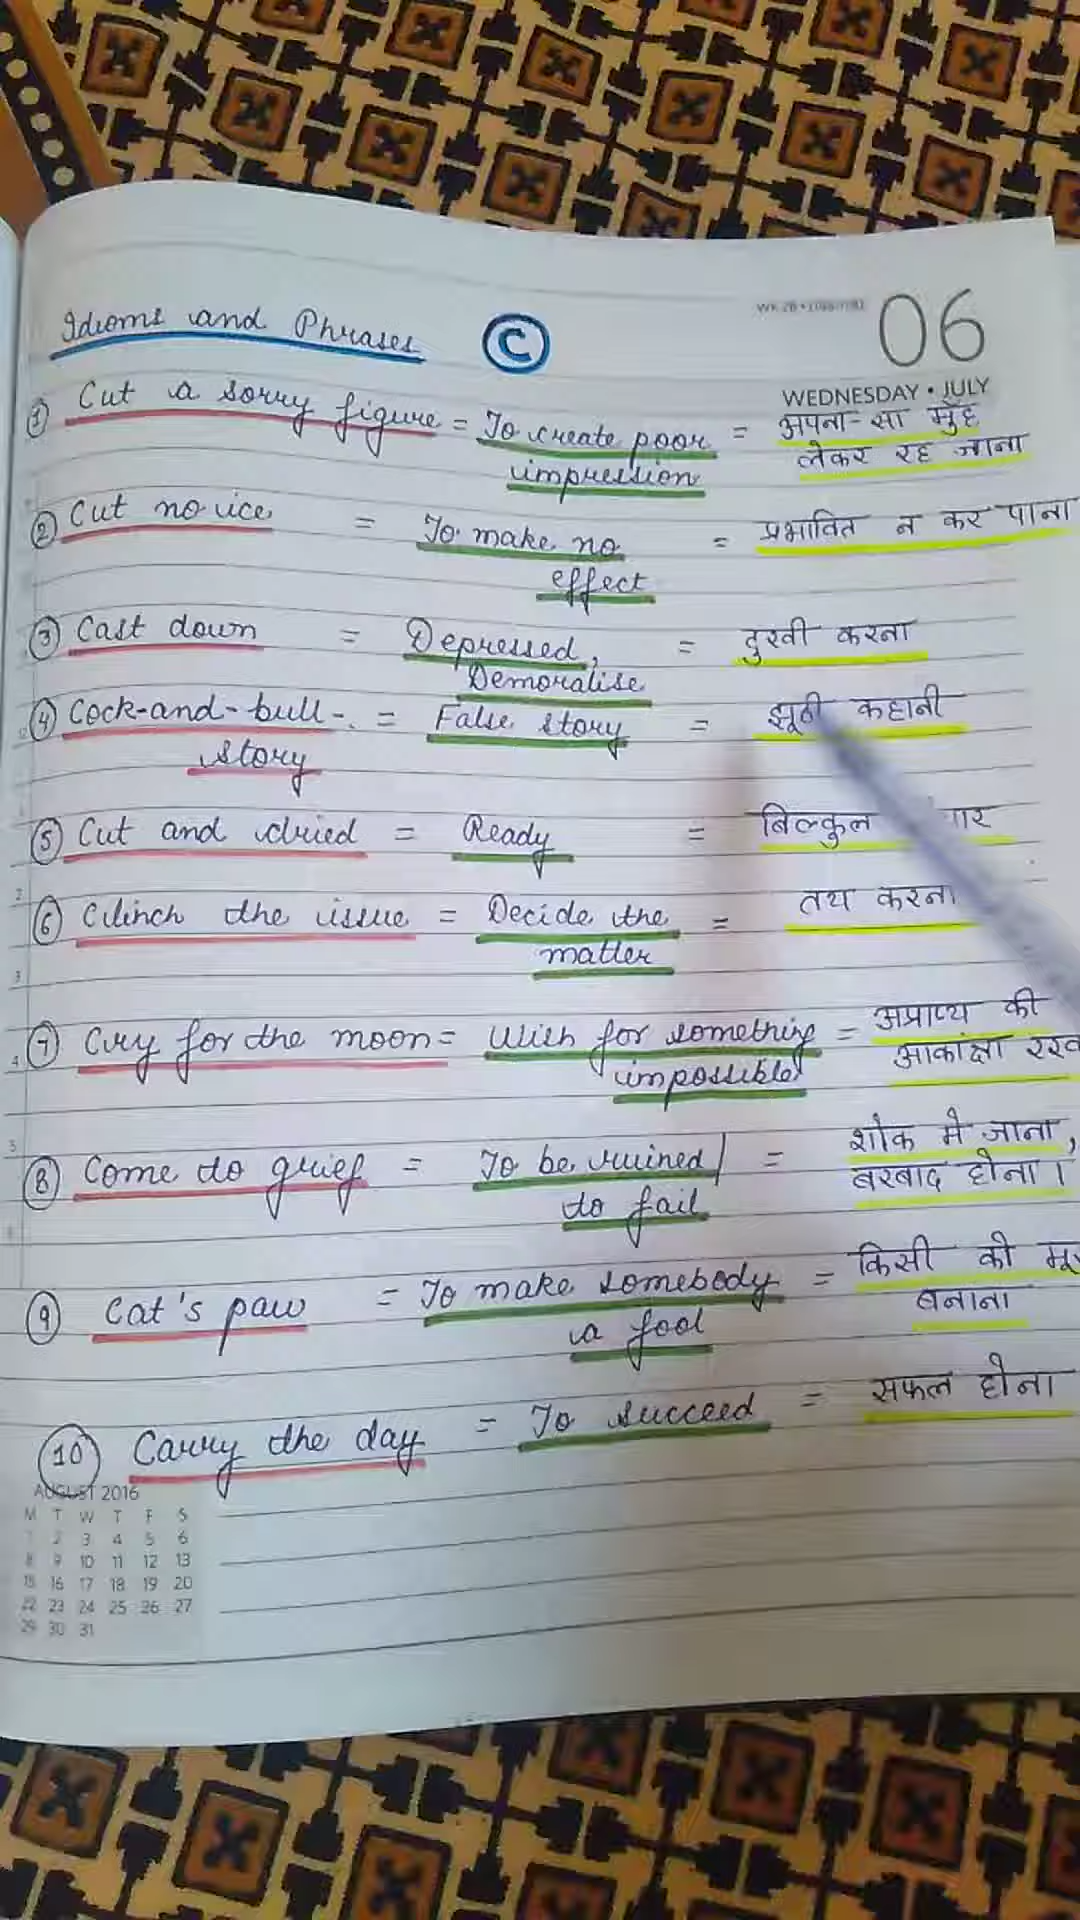 06
WEDNESDAY • JULY
Idioms and Phrases C
1 Cut a sorry figure = To create poor impression = अपना-सा मुँह लेकर रह जाना
2 Cut no ice = To make no effect = प्रभावित न कर पाना
3 Cast down = Depressed, Demoralise = दुखी करना
4 Cock-and-bull- story = False story = झूठी कहानी
5 Cut and dried = Ready = बिल्कुल
6 Clinch the issue = Decide the matter = तय करना
7 Cry for the moon = Wish for something impossible = अप्राप्य की आकांक्षा
8 Come to grief = To be ruined/ to fail = शोक मे जाना, बरबाद होना।
9 Cat's paw = To make somebody a fool = किसी को बनाना
10 Carry the day = To succeed = सफल होना
AUGUST 2016
M T W T F S
1 2 3 4 5 6
8 9 10 11 12 13
15 16 17 18 19 20
22 23 24 25 26 27
29 30 31